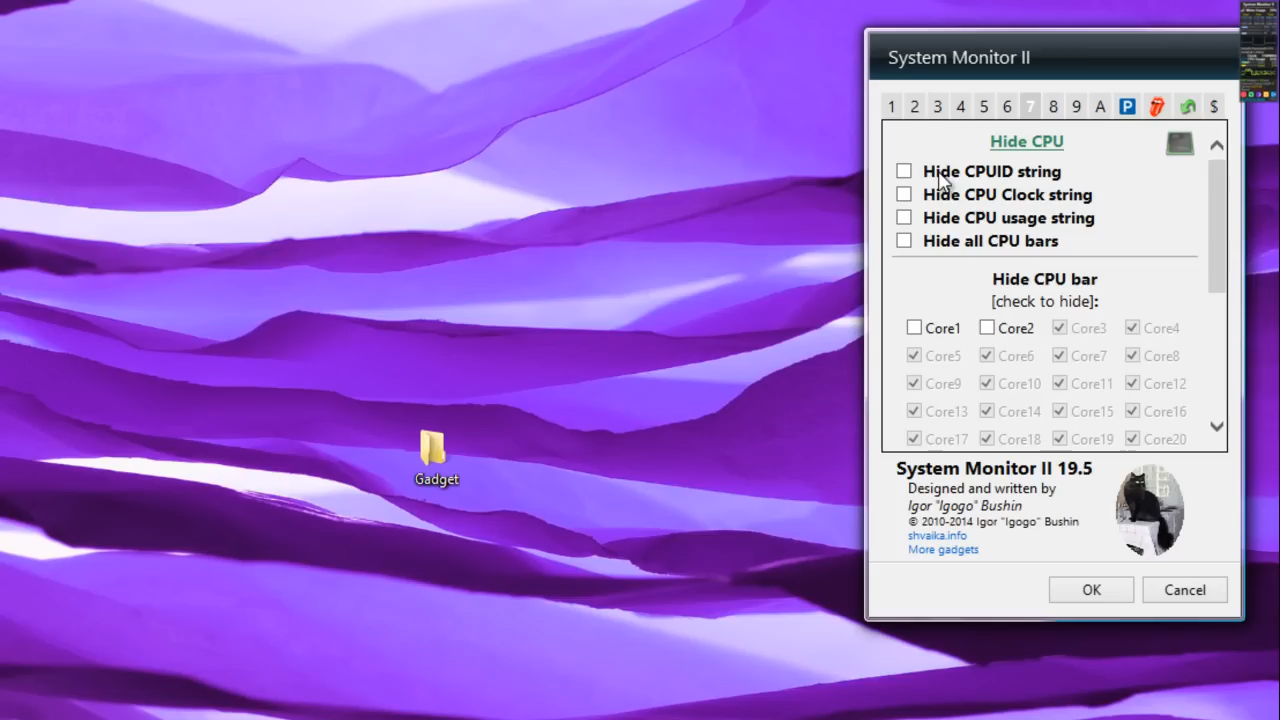 System Monitor II
1 2 3 4 5 6 7 8 9 A P $
Hide CPU
Hide CPUID string
Hide CPU Clock string
Hide CPU usage string
Hide all CPU bars
Hide CPU bar
[check to hide]:
Core1 Core2 Core3 Core4
Core5 Core6 Core7 Core8
Core9 Core10 Core11 Core12
Core13 Core14 Core15 Core16
Core17 Core18 Core19 Core20
Gadget
System Monitor II 19.5
Designed and written by
Igor "Igogo" Bushin
© 2010-2014 Igor "Igogo" Bushin
shvaika.info
More gadgets
OK Cancel